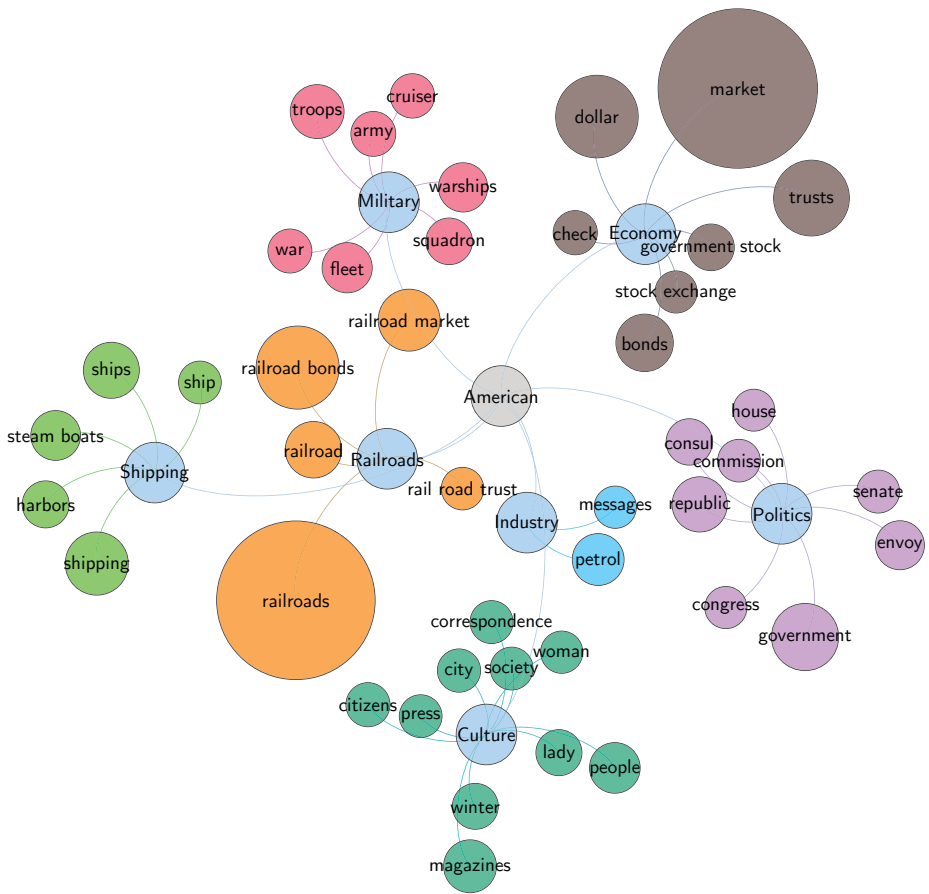 market
cruiser
troops
dollar
army
warships
trusts
Military
Economy
check
government stock
squadron
war
fleet
stock exchange
railroad market
bonds
railroad bonds
ships
ship
American
house
steam boats
consul
railroad
Railroads
commission
Shipping
rail road trust
senate
harbors
messages
republic
Politics
Industry
envoy
shipping
petrol
railroads
congress
correspondence
government
woman
city
society
citizens
press
Culture
lady
people
winter
magazines